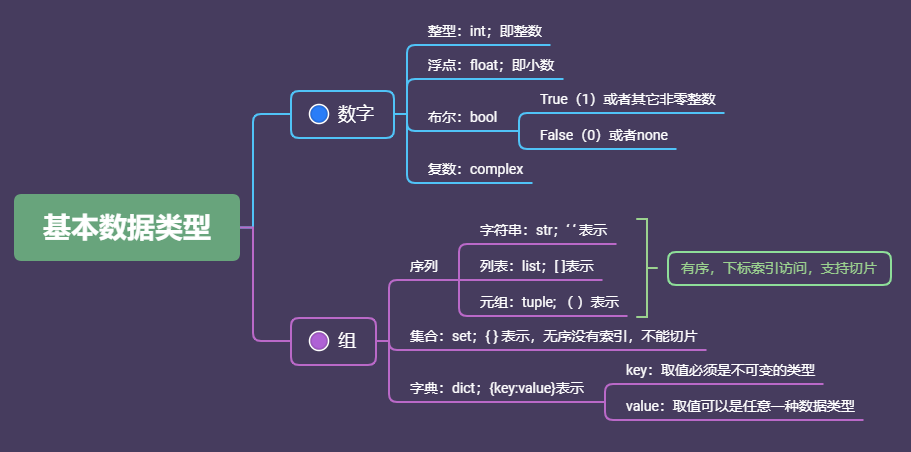 基本数据类型
数字
整型：int；即整数
浮点：float；即小数
布尔：bool
True（1）或者其它非零整数
False（0）或者none
复数：complex
组
序列
字符串：str；‘ ’ 表示
列表：list；[ ]表示
元组：tuple;（ ）表示
有序，下标索引访问，支持切片
集合：set；{ } 表示，无序没有索引，不能切片
字典：dict；{key:value}表示
key：取值必须是不可变的类型
value：取值可以是任意一种数据类型